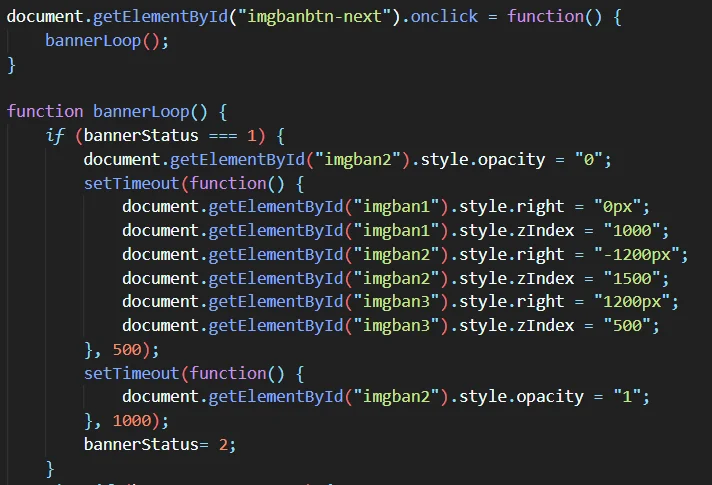 document.getElementById("imgbanbtn-next").onclick = function() {
    bannerLoop();
}

function bannerLoop() {
    if (bannerStatus === 1) {
        document.getElementById("imgban2").style.opacity = "0";
        setTimeout(function() {
            document.getElementById("imgban1").style.right = "0px";
            document.getElementById("imgban1").style.zIndex = "1000";
            document.getElementById("imgban2").style.right = "-1200px";
            document.getElementById("imgban2").style.zIndex = "1500";
            document.getElementById("imgban3").style.right = "1200px";
            document.getElementById("imgban3").style.zIndex = "500";
        }, 500);
        setTimeout(function() {
            document.getElementById("imgban2").style.opacity = "1";
        }, 1000);
        bannerStatus= 2;
    }